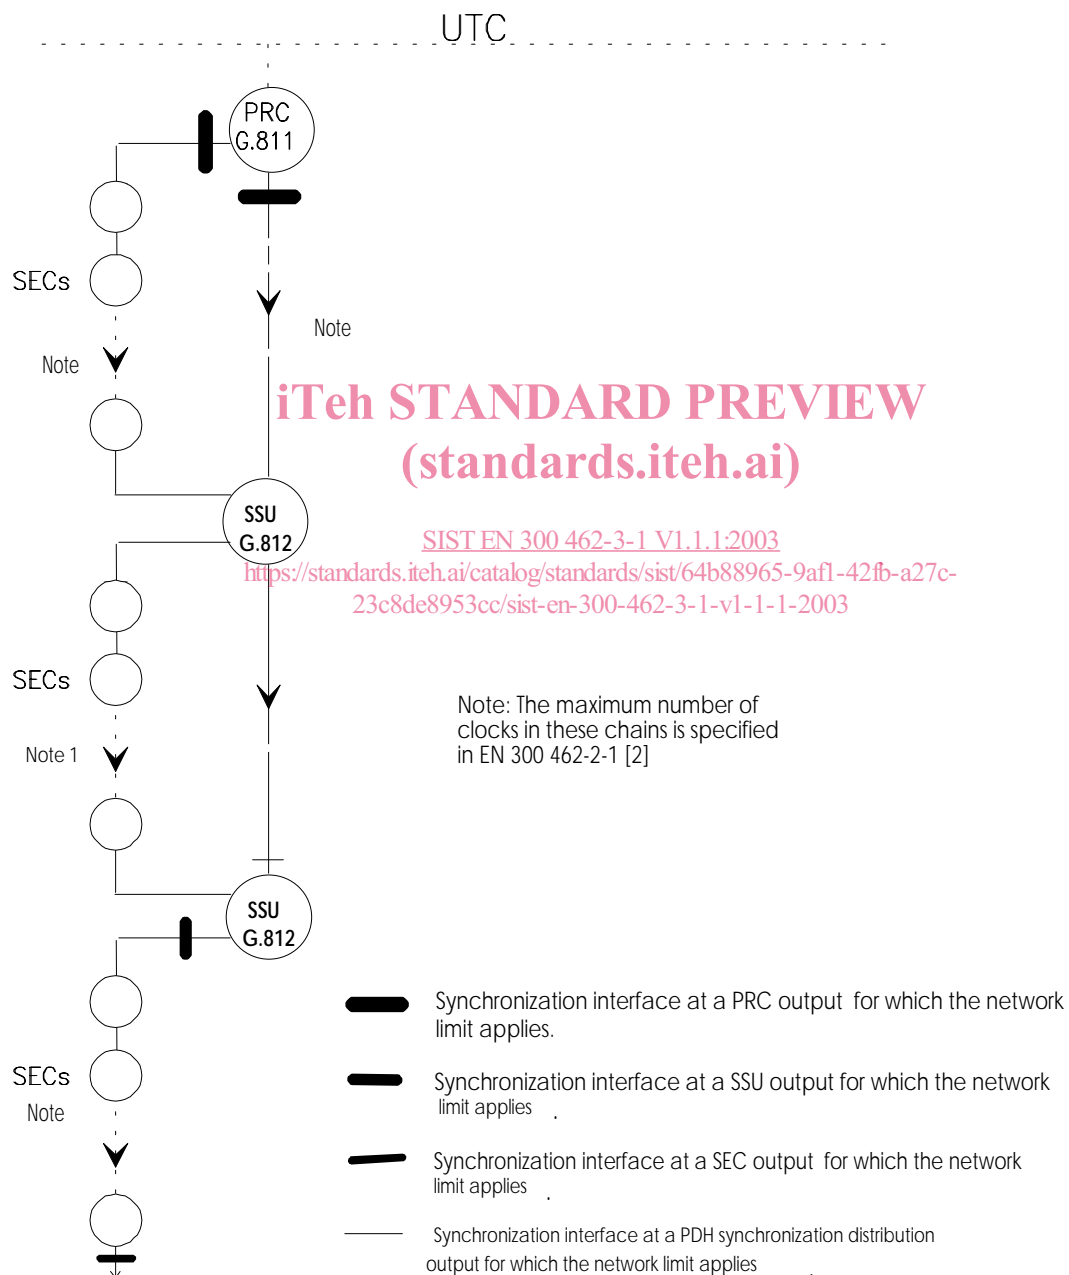 UTC
PRC
G.811
SECs
Note
Note
iTeh STANDARD PREVIEW
(standards.iteh.ai)
SSU
G.812
SIST EN 300 462-3-1 V1.1.1:2003
https://standards.iteh.ai/catalog/standards/sist/64b88965-9af1-42fb-a27c-
23c8de8953cc/sist-en-300-462-3-1-v1-1-1-2003
SECs
Note: The maximum number of
clocks in these chains is specified
in EN 300 462-2-1 [2]
Note 1
SSU
G.812
Synchronization interface at a PRC output for which the network
limit applies.
SECs
Synchronization interface at a SSU output for which the network
limit applies .
Note
Synchronization interface at a SEC output for which the network
limit applies .
Synchronization interface at a PDH synchronization distribution
output for which the network limit applies .